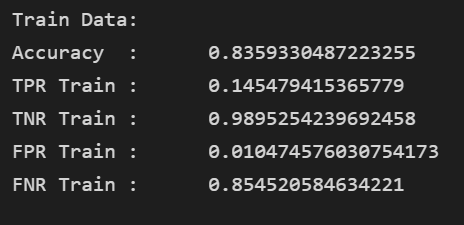 Train Data:
Accuracy  :      0.8359330487223255
TPR Train :      0.145479415365779
TNR Train :      0.9895254239692458
FPR Train :      0.010474576030754173
FNR Train :      0.854520584634221